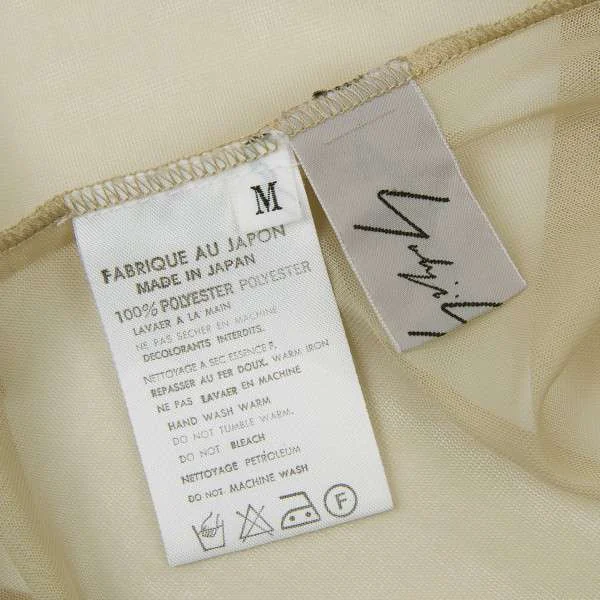 M
FABRIQUE AU JAPON
MADE IN JAPAN
100% POLYESTER POLYESTER
LAVAER A LA MAIN
NE PAS SECHER EN MACHINE
DECOLORANTS INTERDITS.
NETTOYAGE A SEC ESSENCE F,
REPASSER AU FER DOUX. WARM IRON
NE PAS LAVAER EN MACHINE
HAND WASH WARM
DO NOT TUMBLE WARM.
DO NOT BLEACH
NETTOYAGE PETROLEUM
DO NOT MACHINE WASH
F